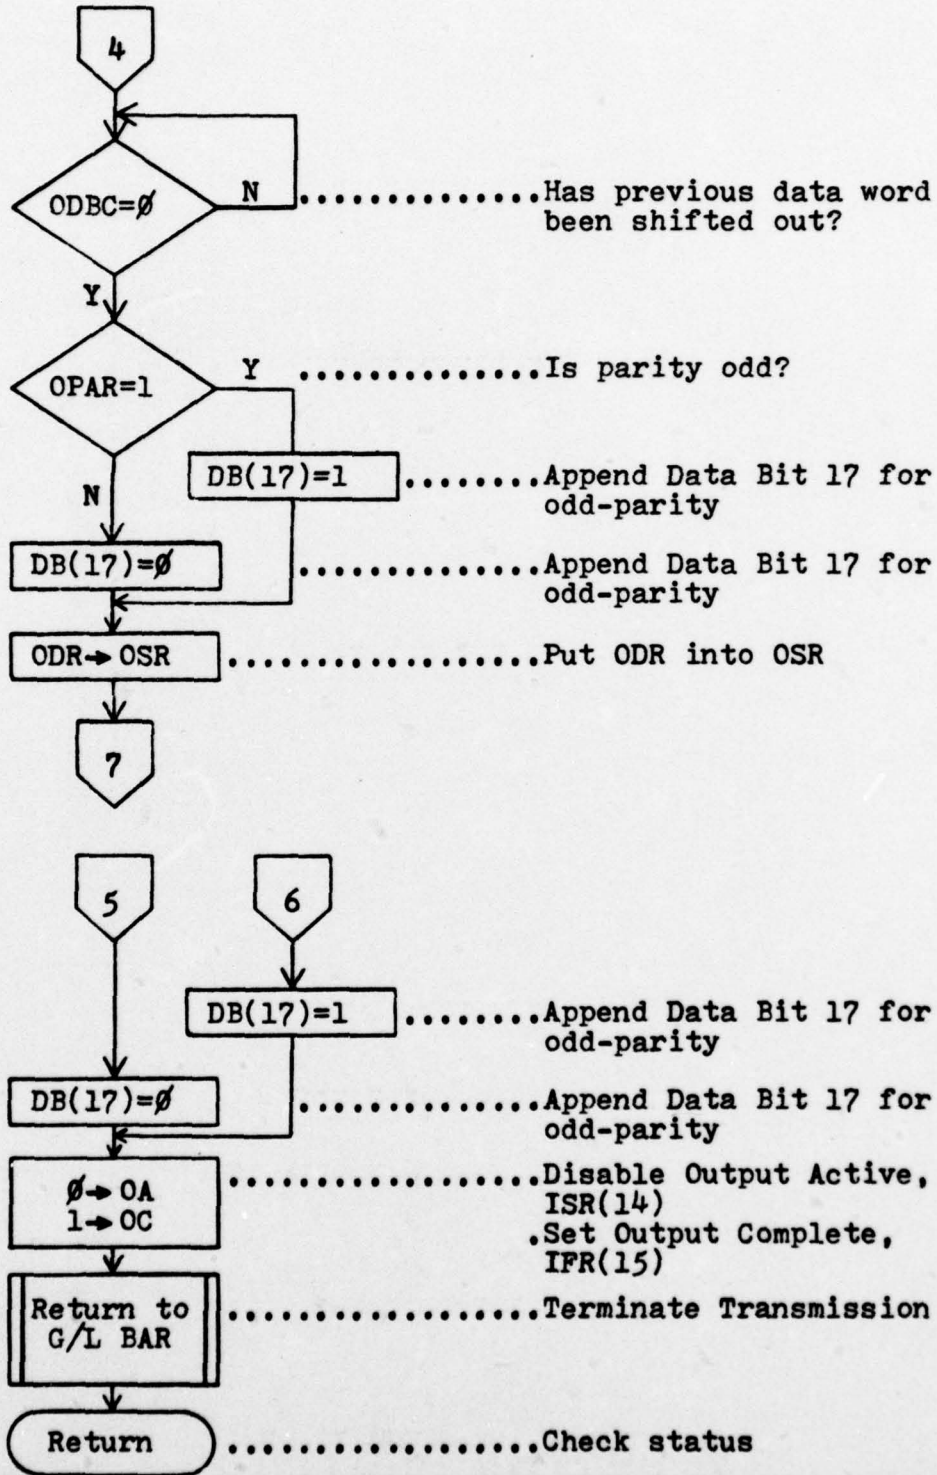 4
ODBC=Ø
N
..............Has previous data word
been shifted out?
Y
OPAR=1
Y
..............Is parity odd?
DB(17)=1
........Append Data Bit 17 for
odd-parity
N
DB(17)=Ø
..............Append Data Bit 17 for
odd-parity
ODR→OSR
..................Put ODR into OSR
7
5
6
DB(17)=1
........Append Data Bit 17 for
odd-parity
DB(17)=Ø
..............Append Data Bit 17 for
odd-parity
Ø→OA
1→OC
..................Disable Output Active,
ISR(14)
.Set Output Complete,
IFR(15)
Return to
G/L BAR
..................Terminate Transmission
Return
..................Check status